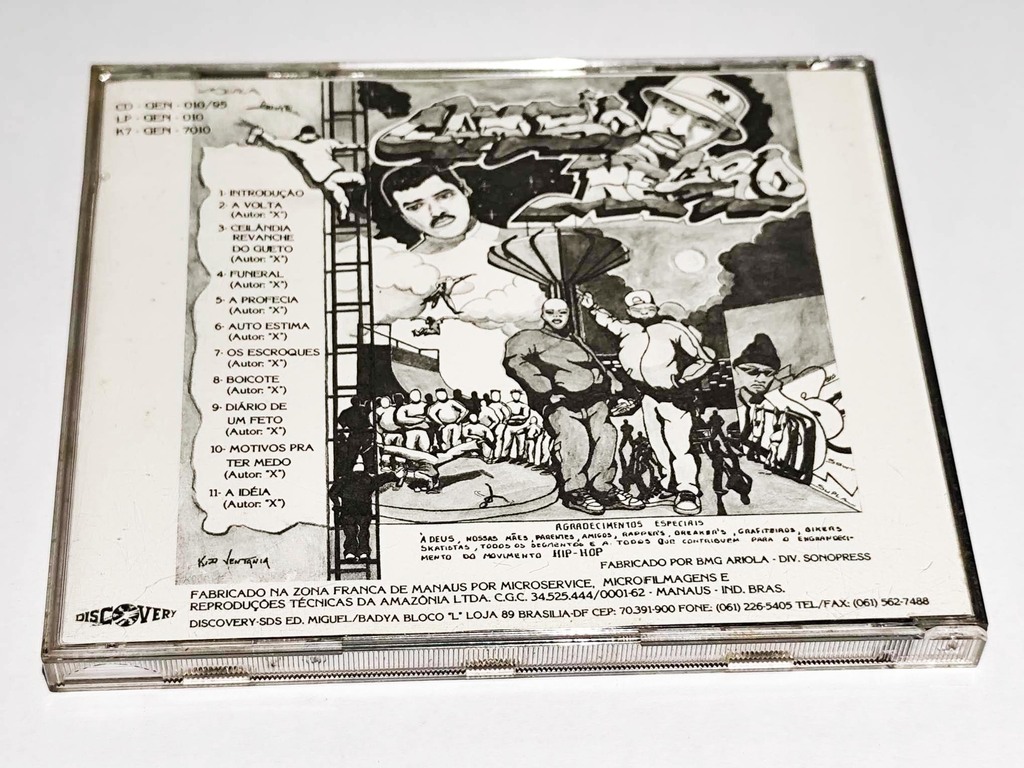 CD - GEN - 010/95
LP - GEN - 010
K7 - GEN - 7010
1- INTRODUÇÃO
2- A VOLTA
(Autor: "X")
3- CEILÂNDIA
REVANCHE
DO GUETO
(Autor: "X")
4- FUNERAL
(Autor: "X")
5- A PROFECIA
(Autor: "X")
6- AUTO ESTIMA
(Autor: "X")
7- OS ESCROQUES
(Autor: "X")
8- BOICOTE
(Autor: "X")
9- DIÁRIO DE
UM FETO
(Autor: "X")
10- MOTIVOS PRA
TER MEDO
(Autor: "X")
11- A IDÉIA
(Autor: "X")
CAMBIO
NEGRO
AGRADECIMENTOS ESPECIAIS
À DEUS, NOSSAS MÃES, PARENTES, AMIGOS, RAPPER'S, BREAKER'S, GRAFITEIROS, BIKERS
SKATISTAS, TODOS OS SEGMENTOS E A TODOS QUE CONTRIBUEM PARA O ENGRANDECI-
MENTO DO MOVIMENTO HIP-HOP
FABRICADO POR BMG ARIOLA - DIV. SONOPRESS
FABRICADO NA ZONA FRANCA DE MANAUS POR MICROSERVICE, MICROFILMAGENS E
REPRODUÇÕES TÉCNICAS DA AMAZÔNIA LTDA. C.G.C. 34.525.444/0001-62 - MANAUS - IND. BRAS.
DISCOVERY
DISCOVERY-SDS ED. MIGUEL/BADYA BLOCO "L" LOJA 89 BRASILIA-DF CEP: 70.391-900 FONE: (061) 226-5405 TEL/FAX: (061) 562-7488